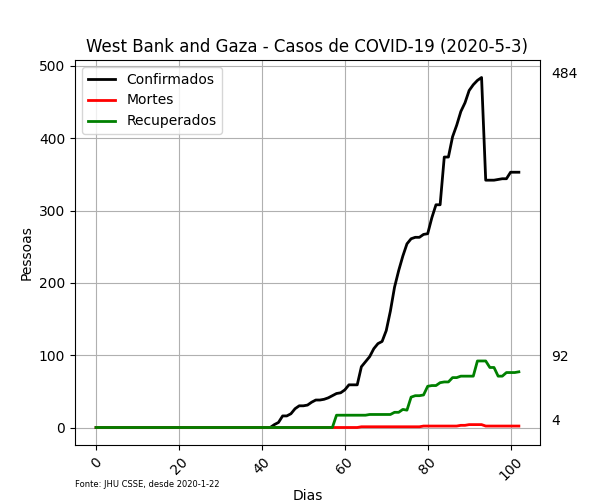 West Bank and Gaza - Casos de COVID-19 (2020-5-3)
Confirmados
Mortes
Recuperados
Pessoas
500
400
300
200
100
0
484
92
4
0
20
40
60
80
100
Dias
Fonte: JHU CSSE, desde 2020-1-22